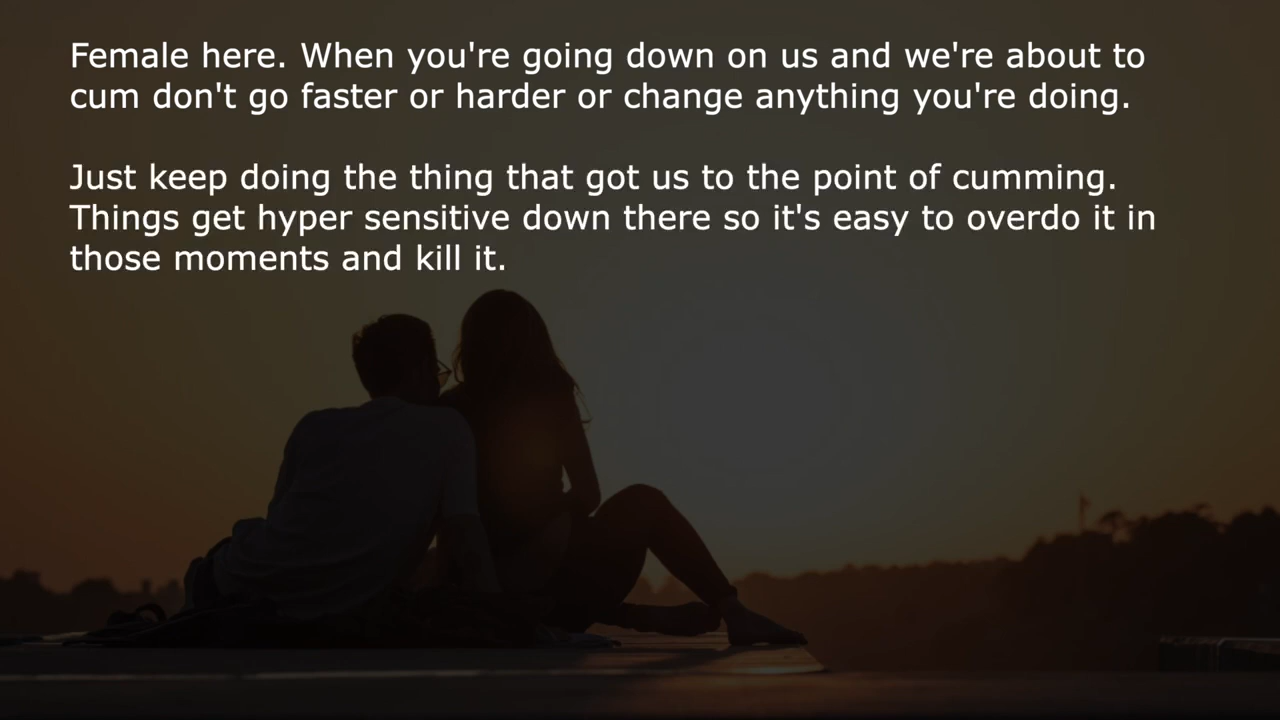 Female here. When you're going down on us and we're about to
cum don't go faster or harder or change anything you're doing.
Just keep doing the thing that got us to the point of cumming.
Things get hyper sensitive down there so it's easy to overdo it in
those moments and kill it.